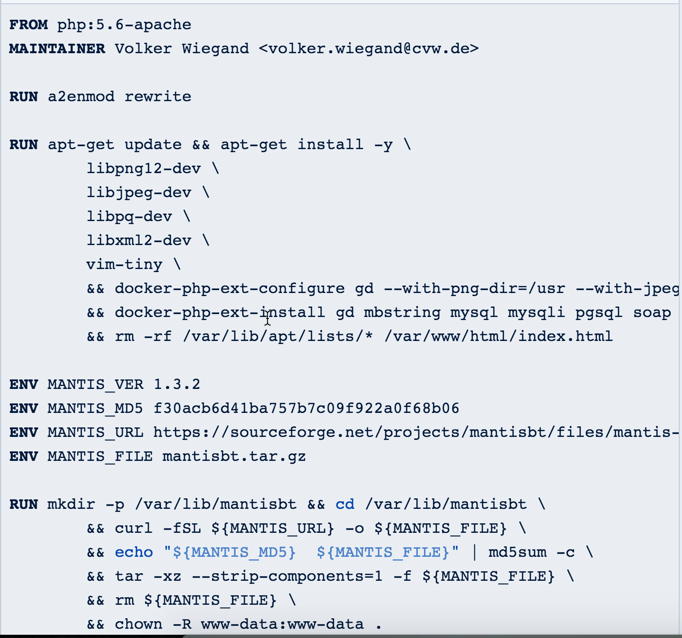 FROM php:5.6-apache
MAINTAINER Volker Wiegand <volker.wiegand@cvw.de>
RUN a2enmod rewrite
RUN apt-get update && apt-get install -y \
libpng12-dev \
libjpeg-dev \
libpq-dev \
libxml2-dev \
vim-tiny \
&& docker-php-ext-configure gd --with-png-dir=/usr --with-jpeg
&& docker-php-ext-install gd mbstring mysql mysqli pgsql soap
&& rm -rf /var/lib/apt/lists/* /var/www/html/index.html
ENV MANTIS_VER 1.3.2
ENV MANTIS_MD5 f30acb6d41ba757b7c09f922a0f68b06
ENV MANTIS_URL https://sourceforge.net/projects/mantisbt/files/mantis-
ENV MANTIS_FILE mantisbt.tar.gz
RUN mkdir -p /var/lib/mantisbt && cd /var/lib/mantisbt \
&& curl -fSL ${MANTIS_URL} -o ${MANTIS_FILE} \
&& echo "${MANTIS_MD5}  ${MANTIS_FILE}" | md5sum -c \
&& tar -xz --strip-components=1 -f ${MANTIS_FILE} \
&& rm ${MANTIS_FILE} \
&& chown -R www-data:www-data .